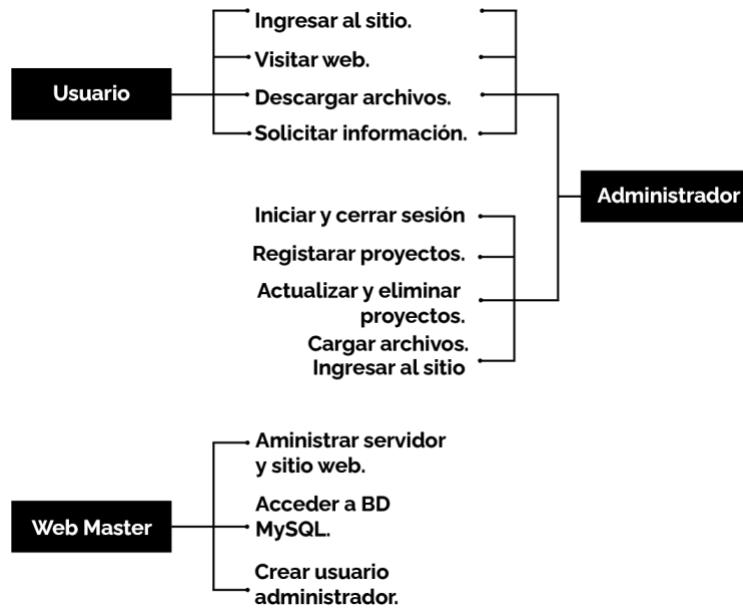 Usuario
Ingresar al sitio.
Visitar web.
Descargar archivos.
Solicitar información.
Administrador
Iniciar y cerrar sesión
Registarar proyectos.
Actualizar y eliminar
proyectos.
Cargar archivos.
Ingresar al sitio
Web Master
Aministrar servidor
y sitio web.
Acceder a BD
MySQL.
Crear usuario
administrador.